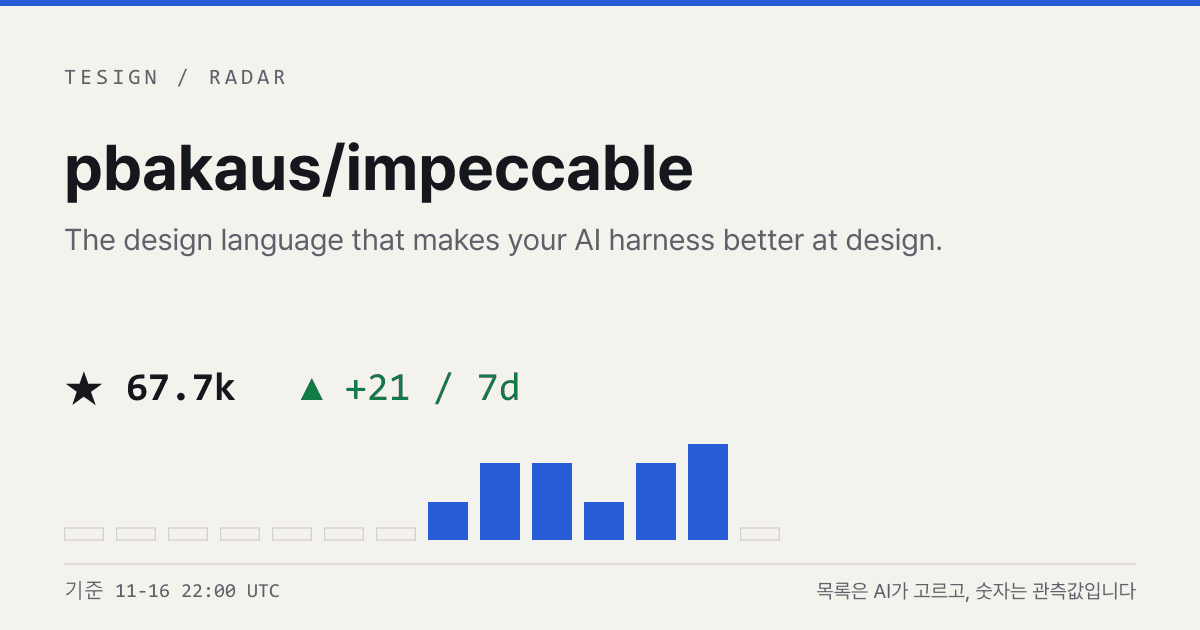 TESIGN / RADAR
pbakaus/impeccable
The design language that makes your AI harness better at design.
★ 67.7k ▲ +21 / 7d
기준 11-16 22:00 UTC
목록은 AI가 고르고, 숫자는 관측값입니다